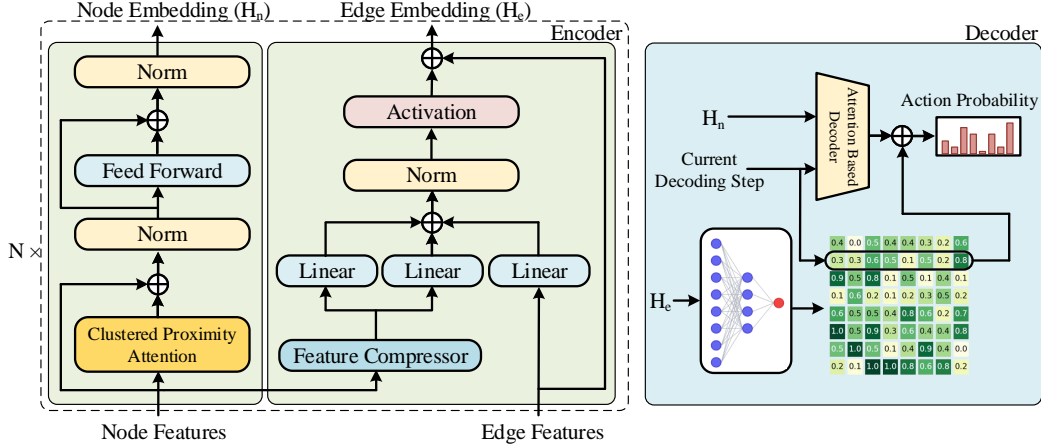 Node Embedding (Hn)
Edge Embedding (He)
Encoder
Norm
Feed Forward
Norm
Clustered Proximity
Attention
N ×
Activation
Norm
Linear
Linear
Linear
Feature Compressor
Node Features
Edge Features
Decoder
Hn
Attention Based
Decoder
Action Probability
Current
Decoding Step
He
0.4 0.0 0.5 0.4 0.4 0.3 0.2 0.6
0.3 0.3 0.6 0.5 0.1 0.5 0.2 0.8
0.9 0.5 0.8 0.1 0.5 0.1 0.4 0.1
0.1 0.6 0.2 0.1 0.2 0.3 0.5 0.2
0.6 0.5 0.5 0.4 0.8 0.6 0.2 0.7
1.0 0.5 0.9 0.3 0.6 0.4 0.4 0.8
0.5 1.0 0.5 0.1 0.4 0.9 0.4 0.0
0.2 0.1 1.0 1.0 0.8 0.6 0.8 0.2